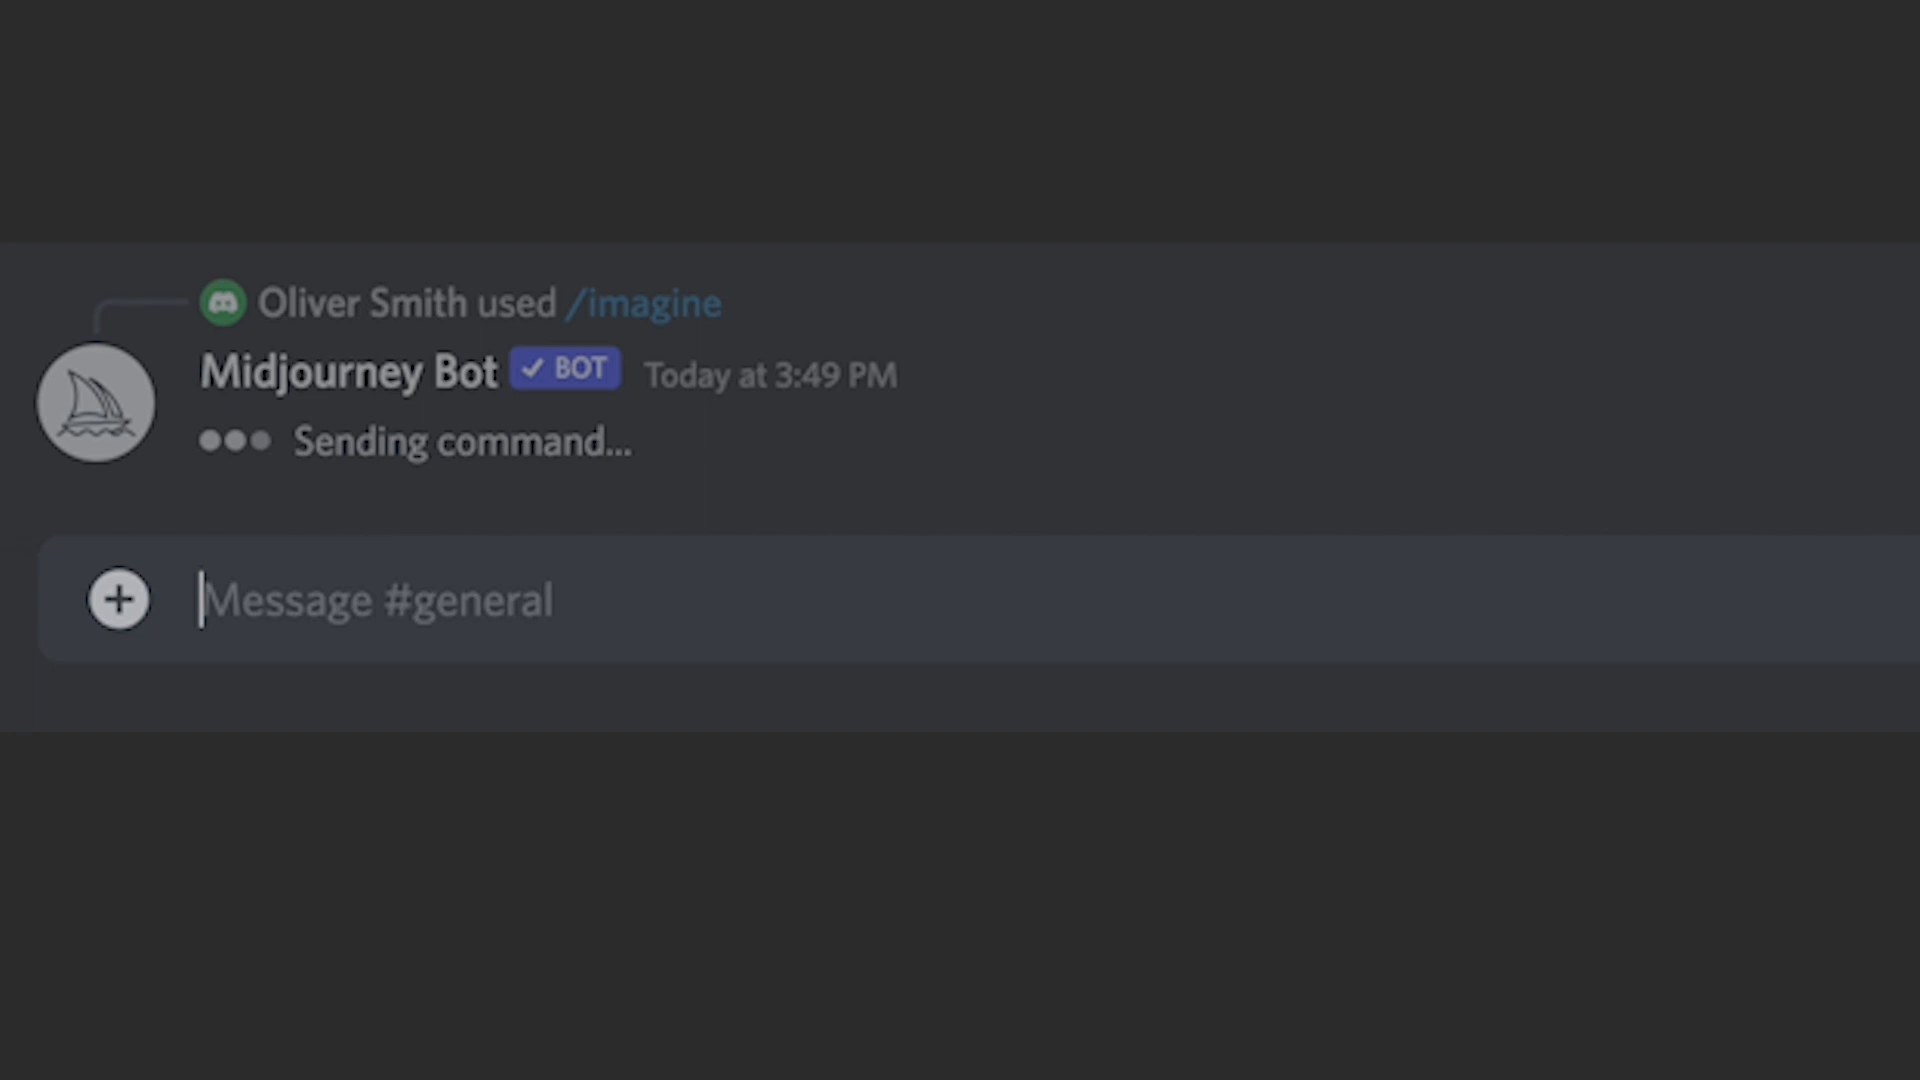 Oliver Smith used /imagine
Midjourney Bot ✓ BOT Today at 3:49 PM
Sending command...
Message #general